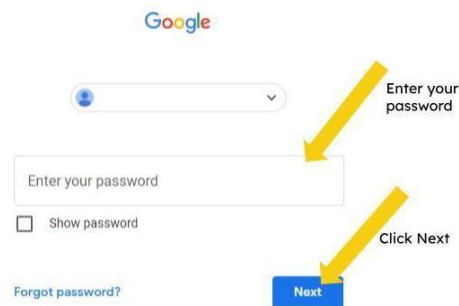 Google
Enter your
password
Enter your password
Show password
Click Next
Forgot password?
Next